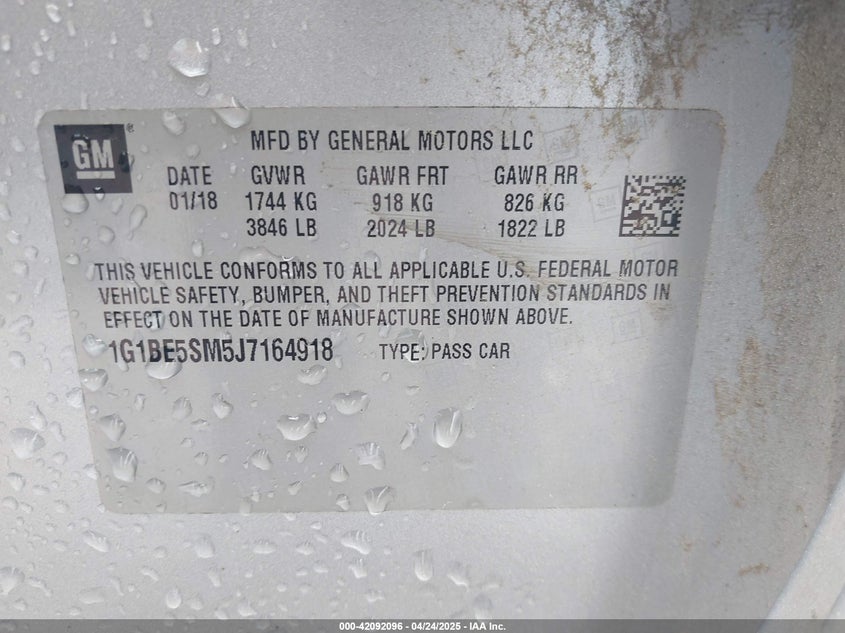 GM ®
MFD BY GENERAL MOTORS LLC
DATE GVWR GAWR FRT GAWR RR
01/18 1744 KG 918 KG 826 KG
3846 LB 2024 LB 1822 LB
THIS VEHICLE CONFORMS TO ALL APPLICABLE U.S. FEDERAL MOTOR
VEHICLE SAFETY, BUMPER, AND THEFT PREVENTION STANDARDS IN
EFFECT ON THE DATE OF MANUFACTURE SHOWN ABOVE.
1G1BE5SM5J7164918 TYPE: PASS CAR
000-42092096 - 04/24/2025 - IAA Inc.